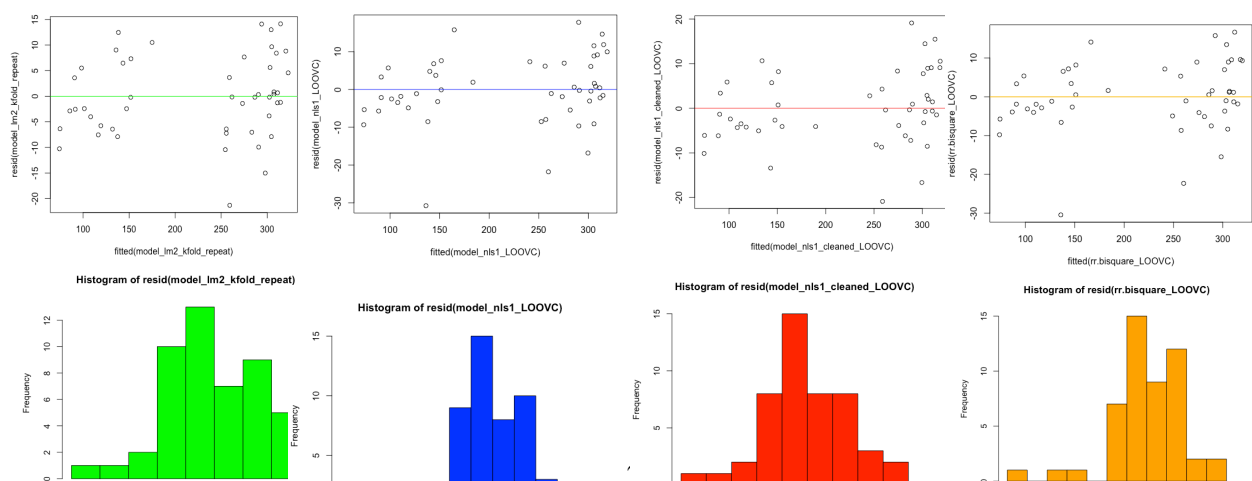 resid(model_lm2_kfold_repeat)
15
10
5
0
-5
-10
-15
-20
100 150 200 250 300
fitted(model_lm2_kfold_repeat)
resid(model_nls1_LOOVC)
10
0
-10
-20
-30
100 150 200 250 300
fitted(model_nls1_LOOVC)
resid(model_nls1_cleaned_LOOVC)
20
10
0
-10
-20
100 150 200 250 300
fitted(model_nls1_cleaned_LOOVC)
resid(rr.bisquare_LOOVC)
10
0
-10
-20
-30
100 150 200 250 300
fitted(rr.bisquare_LOOVC)
Histogram of resid(model_lm2_kfold_repeat)
Frequency
12
10
8
6
4
2
0
Histogram of resid(model_nls1_LOOVC)
Frequency
15
10
5
Histogram of resid(model_nls1_cleaned_LOOVC)
Frequency
15
10
5
Histogram of resid(rr.bisquare_LOOVC)
Frequency
15
10
5